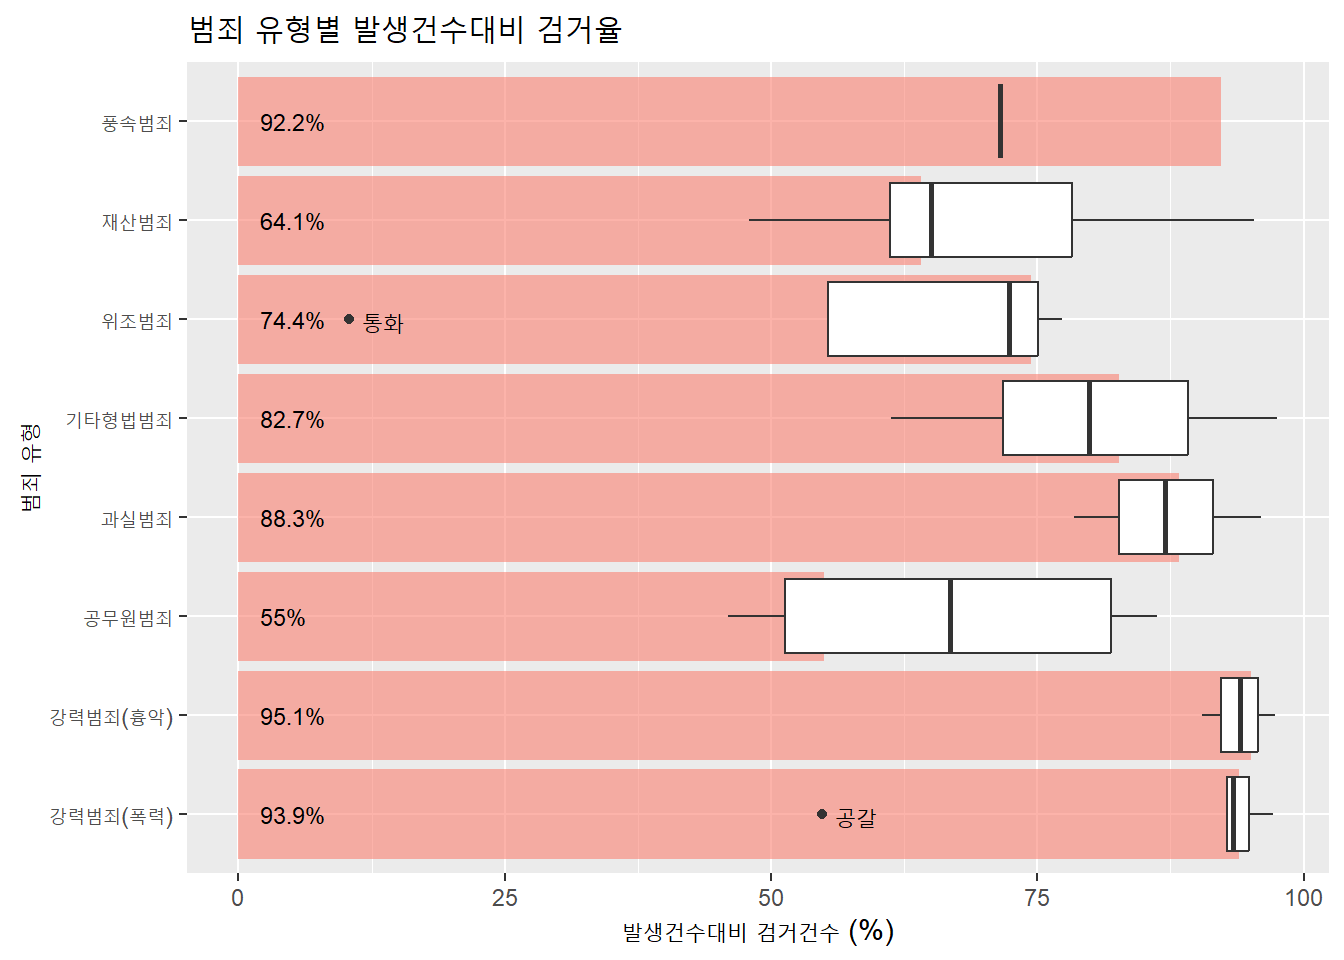 범죄 유형별 발생건수대비 검거율
범죄 유형
풍속범죄
92.2%
재산범죄
64.1%
위조범죄
74.4%
통화
기타형법범죄
82.7%
과실범죄
88.3%
공무원범죄
55%
강력범죄(흉악)
95.1%
강력범죄(폭력)
93.9%
공갈
0
25
50
75
100
발생건수대비 검거건수 (%)